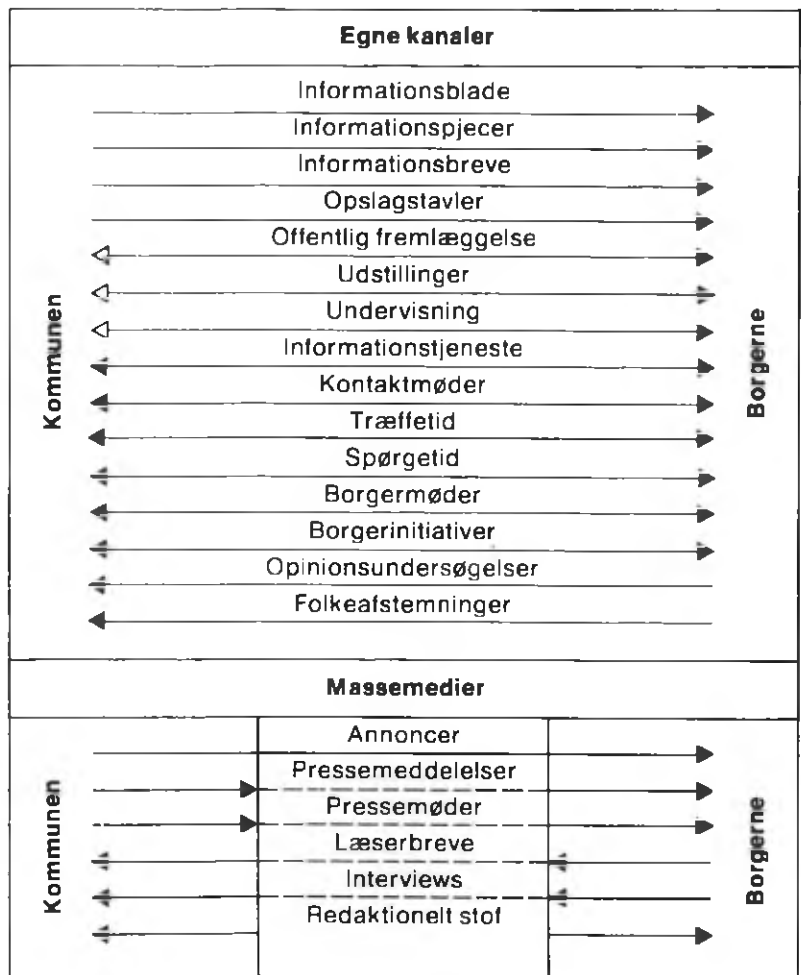 Egne kanaler
Kommunen
Informationsblade
Informationspjecer
Informationsbreve
Opslagstavler
Offentlig fremlæggelse
Udstillinger
Undervisning
Informationstjeneste
Kontaktmøder
Træffetid
Spørgetid
Borgermøder
Borgerinitiativer
Opinionsundersøgelser
Folkeafstemninger
Borgerne
Massemedier
Kommunen
Annoncer
Pressemeddelelser
Pressemøder
Læserbreve
Interviews
Redaktionelt stof
Borgerne